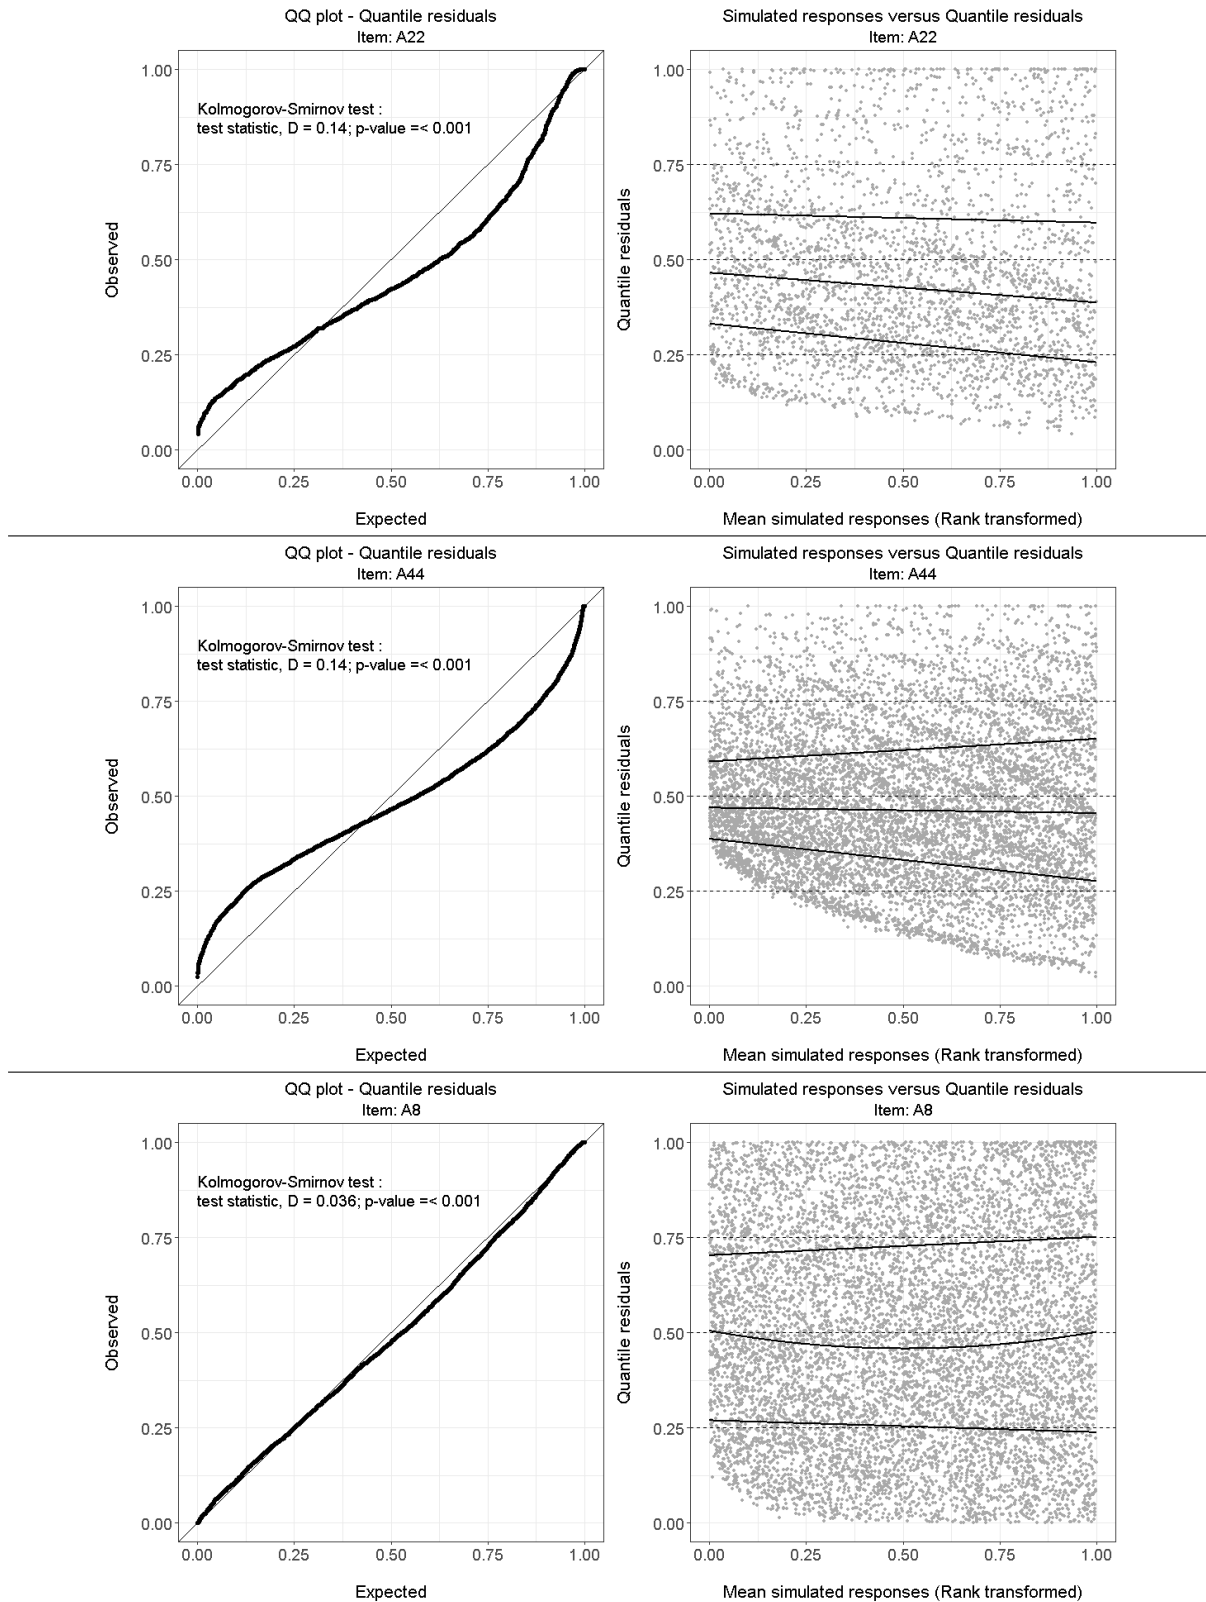 QQ plot - Quantile residuals
Item: A22
Kolmogorov-Smirnov test :
test statistic, D = 0.14; p-value =< 0.001
Observed
1.00
0.75
0.50
0.25
0.00
0.00 0.25 0.50 0.75 1.00
Expected
Simulated responses versus Quantile residuals
Item: A22
Quantile residuals
1.00
0.75
0.50
0.25
0.00
0.00 0.25 0.50 0.75 1.00
Mean simulated responses (Rank transformed)
QQ plot - Quantile residuals
Item: A44
Kolmogorov-Smirnov test :
test statistic, D = 0.14; p-value =< 0.001
Observed
1.00
0.75
0.50
0.25
0.00
0.00 0.25 0.50 0.75 1.00
Expected
Simulated responses versus Quantile residuals
Item: A44
Quantile residuals
1.00
0.75
0.50
0.25
0.00
0.00 0.25 0.50 0.75 1.00
Mean simulated responses (Rank transformed)
QQ plot - Quantile residuals
Item: A8
Kolmogorov-Smirnov test :
test statistic, D = 0.036; p-value =< 0.001
Observed
1.00
0.75
0.50
0.25
0.00
0.00 0.25 0.50 0.75 1.00
Expected
Simulated responses versus Quantile residuals
Item: A8
Quantile residuals
1.00
0.75
0.50
0.25
0.00
0.00 0.25 0.50 0.75 1.00
Mean simulated responses (Rank transformed)